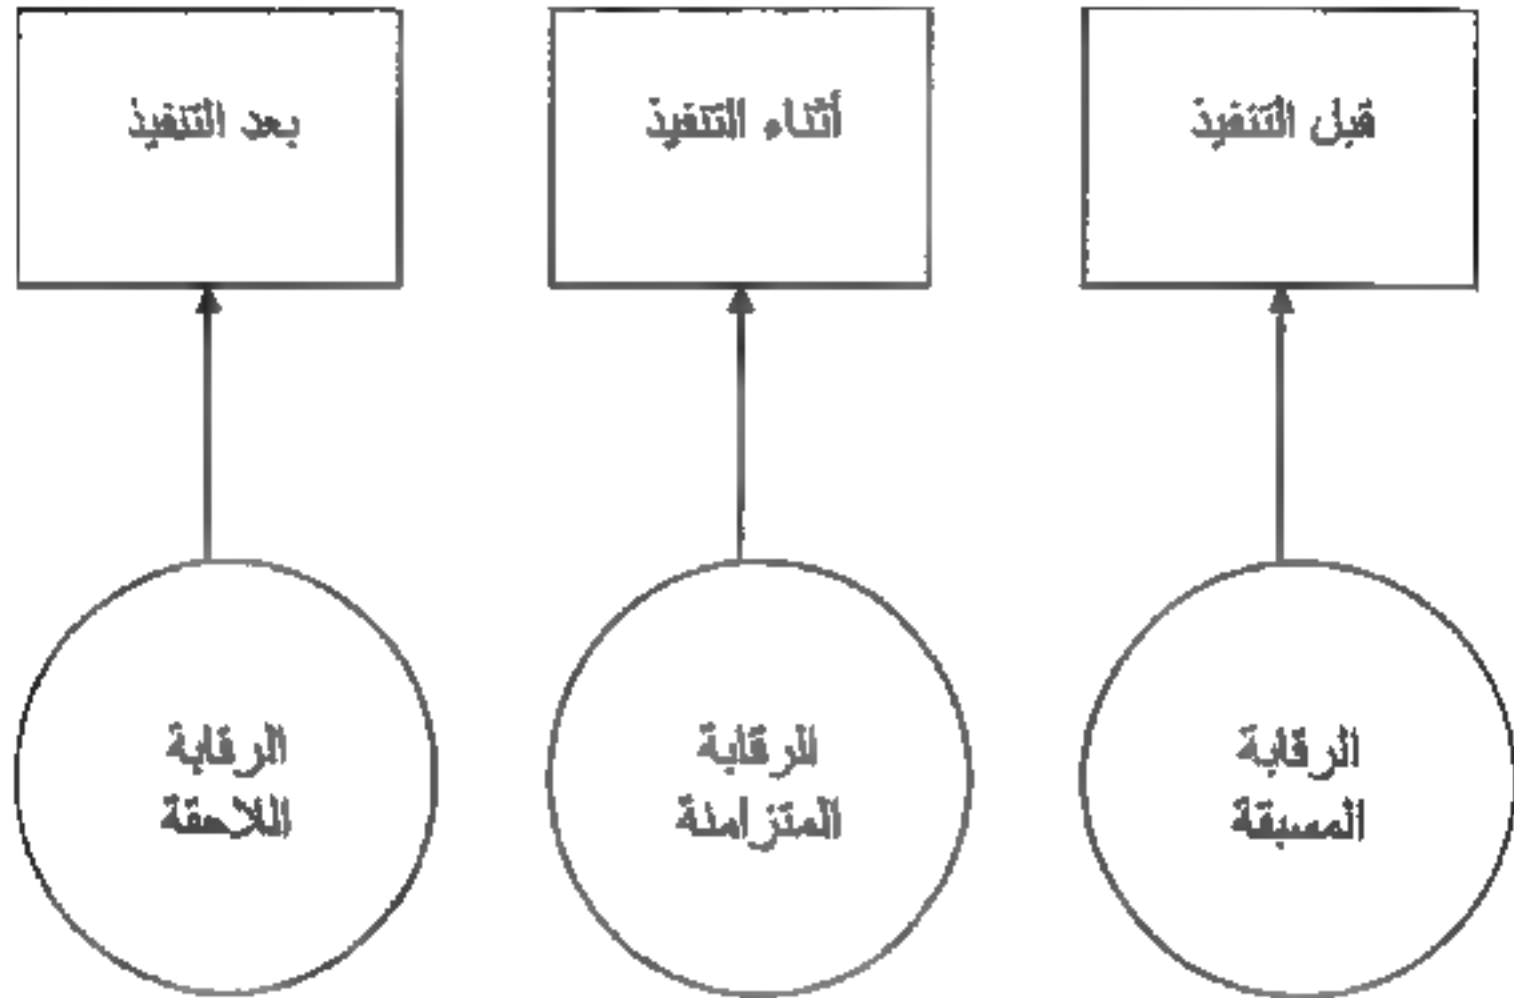 قبل التنفيذ
أثناء التنفيذ
بعد التنفيذ
الرقابة
المسبقة
الرقابة
المتزامنة
الرقابة
اللاحقة